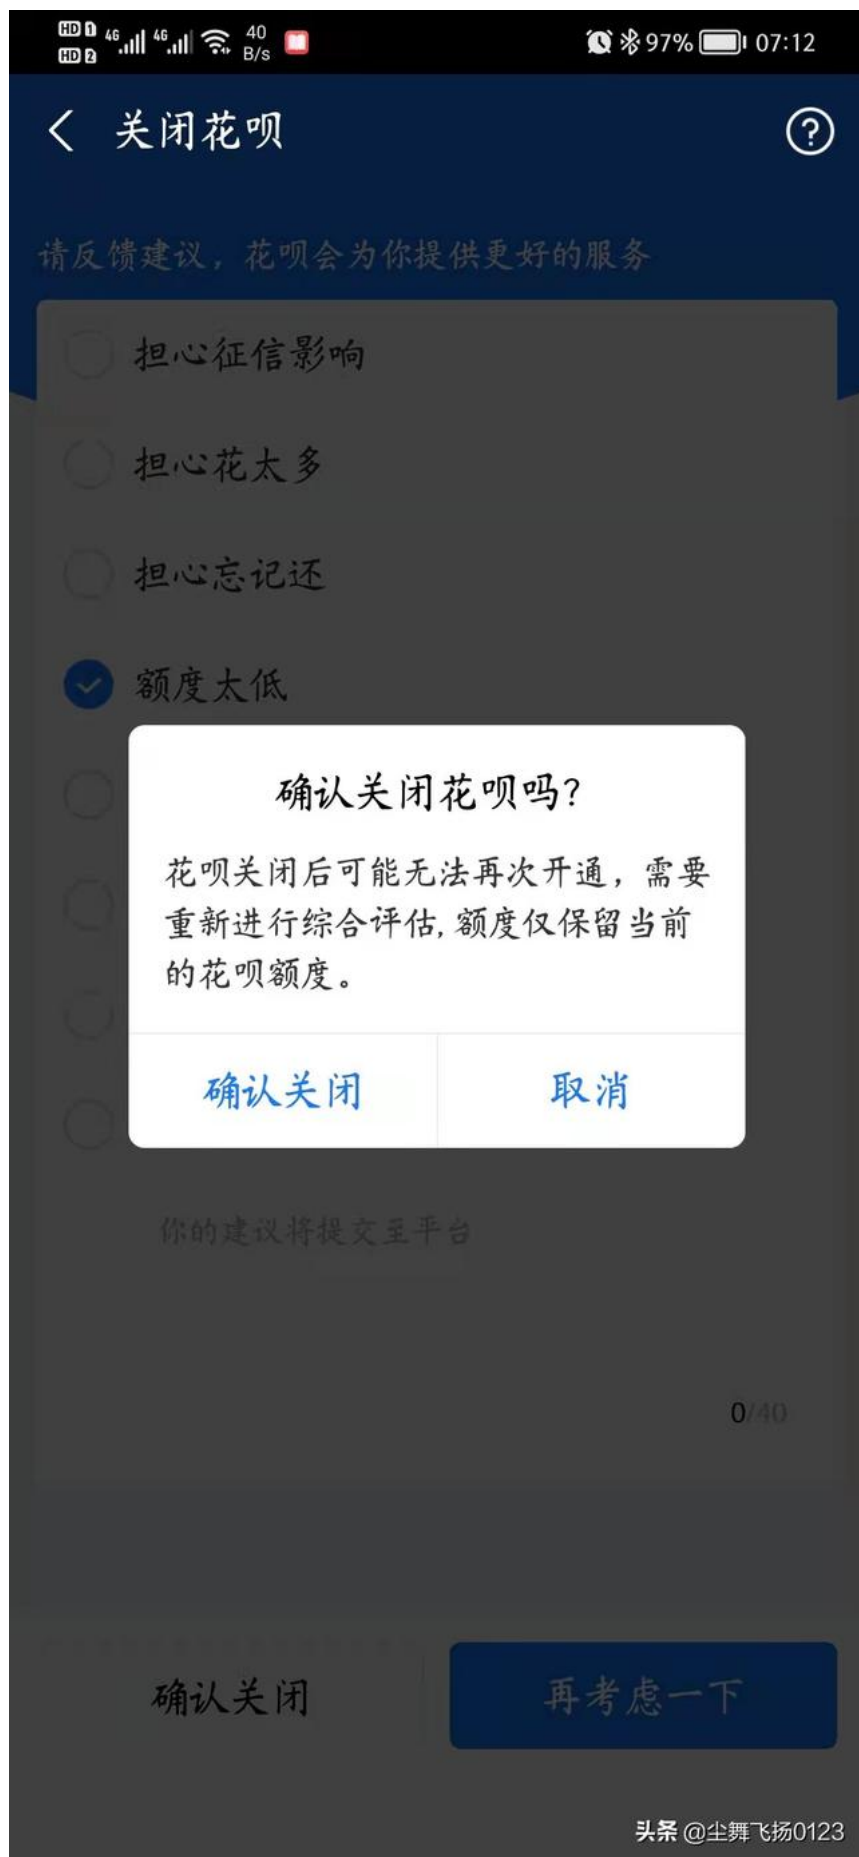 HD 1 4G 4G 40 97% 07:12
HD 2 B/s
关闭花呗
请反馈建议，花呗会为你提供更好的服务
担心征信影响
担心花太多
担心忘记还
额度太低
确认关闭花呗吗?
花呗关闭后可能无法再次开通，需要
重新进行综合评估,额度仅保留当前
的花呗额度。
确认关闭 取消
你的建议将提交至平台
0/40
确认关闭 再考虑一下
头条 @尘舞飞扬0123